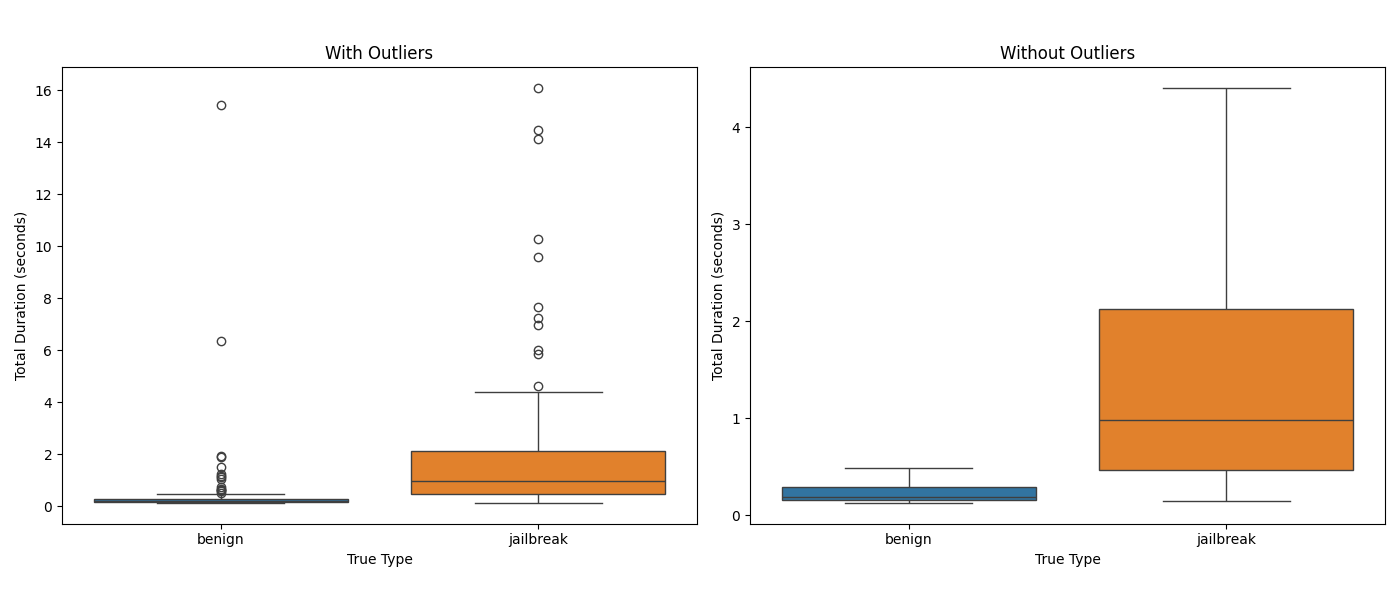 With Outliers
Total Duration (seconds)
16
14
12
10
8
6
4
2
0
benign
jailbreak
True Type
Without Outliers
Total Duration (seconds)
4
3
2
1
0
benign
jailbreak
True Type